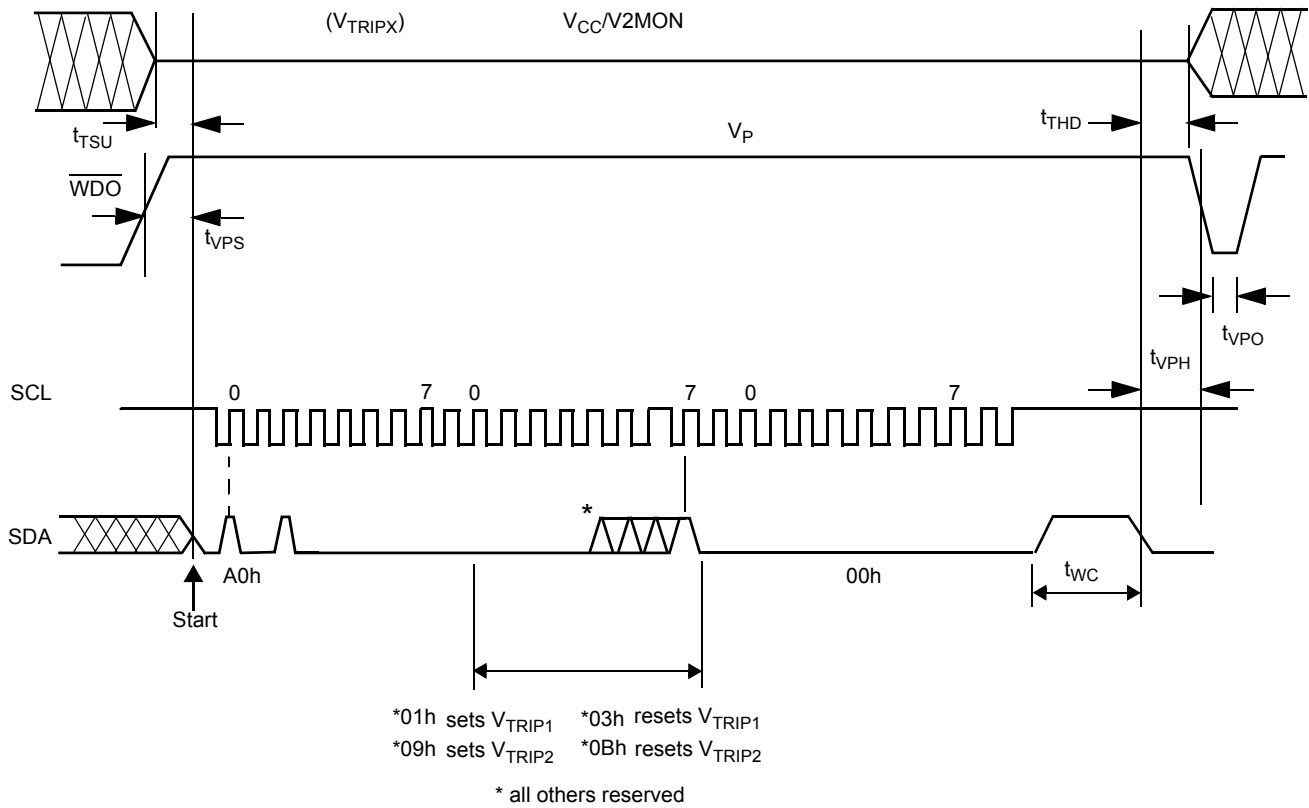 (VTRIPX) VCC/V2MON
tTSU
tTHD
VP
WDO
tVPS
tVPO
tVPH
SCL
0 7 0 7 0 7
*
SDA
A0h
00h
tWC
Start
*01h sets VTRIP1 *03h resets VTRIP1
*09h sets VTRIP2 *0Bh resets VTRIP2
* all others reserved